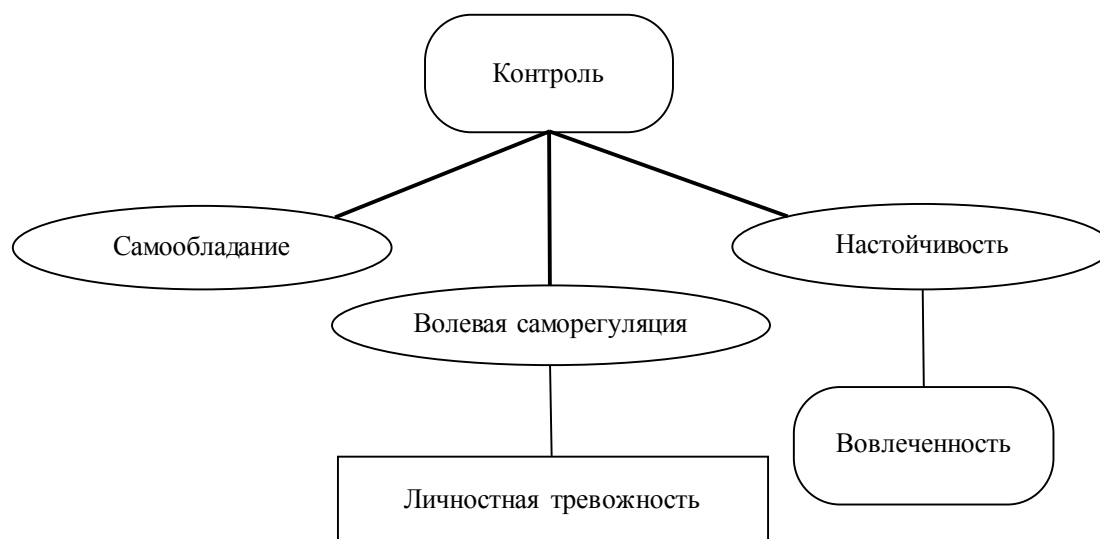 Контроль
Самообладание
Настойчивость
Волевая саморегуляция
Вовлеченность
Личностная тревожность